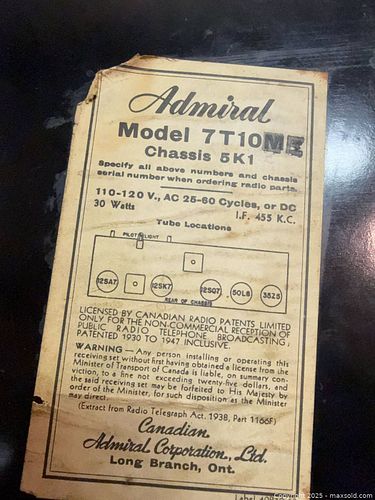 Admiral
Model 7T10ME
Chassis 5K1
Specify all above numbers and chassis
serial number when ordering radio parts.
110-120 V., AC 25-60 Cycles, or DC
30 Watts I.F. 455 K.C.
Tube Locations
PILOT LIGHT
12SA7 12SK7 12SQ7 50L6 35Z5
REAR OF CHASSIS
LICENSED BY CANADIAN RADIO PATENTS LIMITED
ONLY FOR THE NON-COMMERCIAL RECEPTION OF
PUBLIC RADIO TELEPHONE BROADCASTING,
PATENTED 1930 TO 1947 INCLUSIVE.
WARNING — Any person installing or operating this
receiving set without first having obtained a license from the
Minister of Transport of Canada is liable, on summary con-
viction, to a fine not exceeding twenty-five dollars, and
the said receiving set may be forfeited to His Majesty by
order of the Minister, for such disposition as the Minister
may direct.
(Extract from Radio Telegraph Act, 1938, Part 1166F)
Canadian
Admiral Corporation, Ltd.
Long Branch, Ont.
Label
Copyright 2025 - maxsold.com